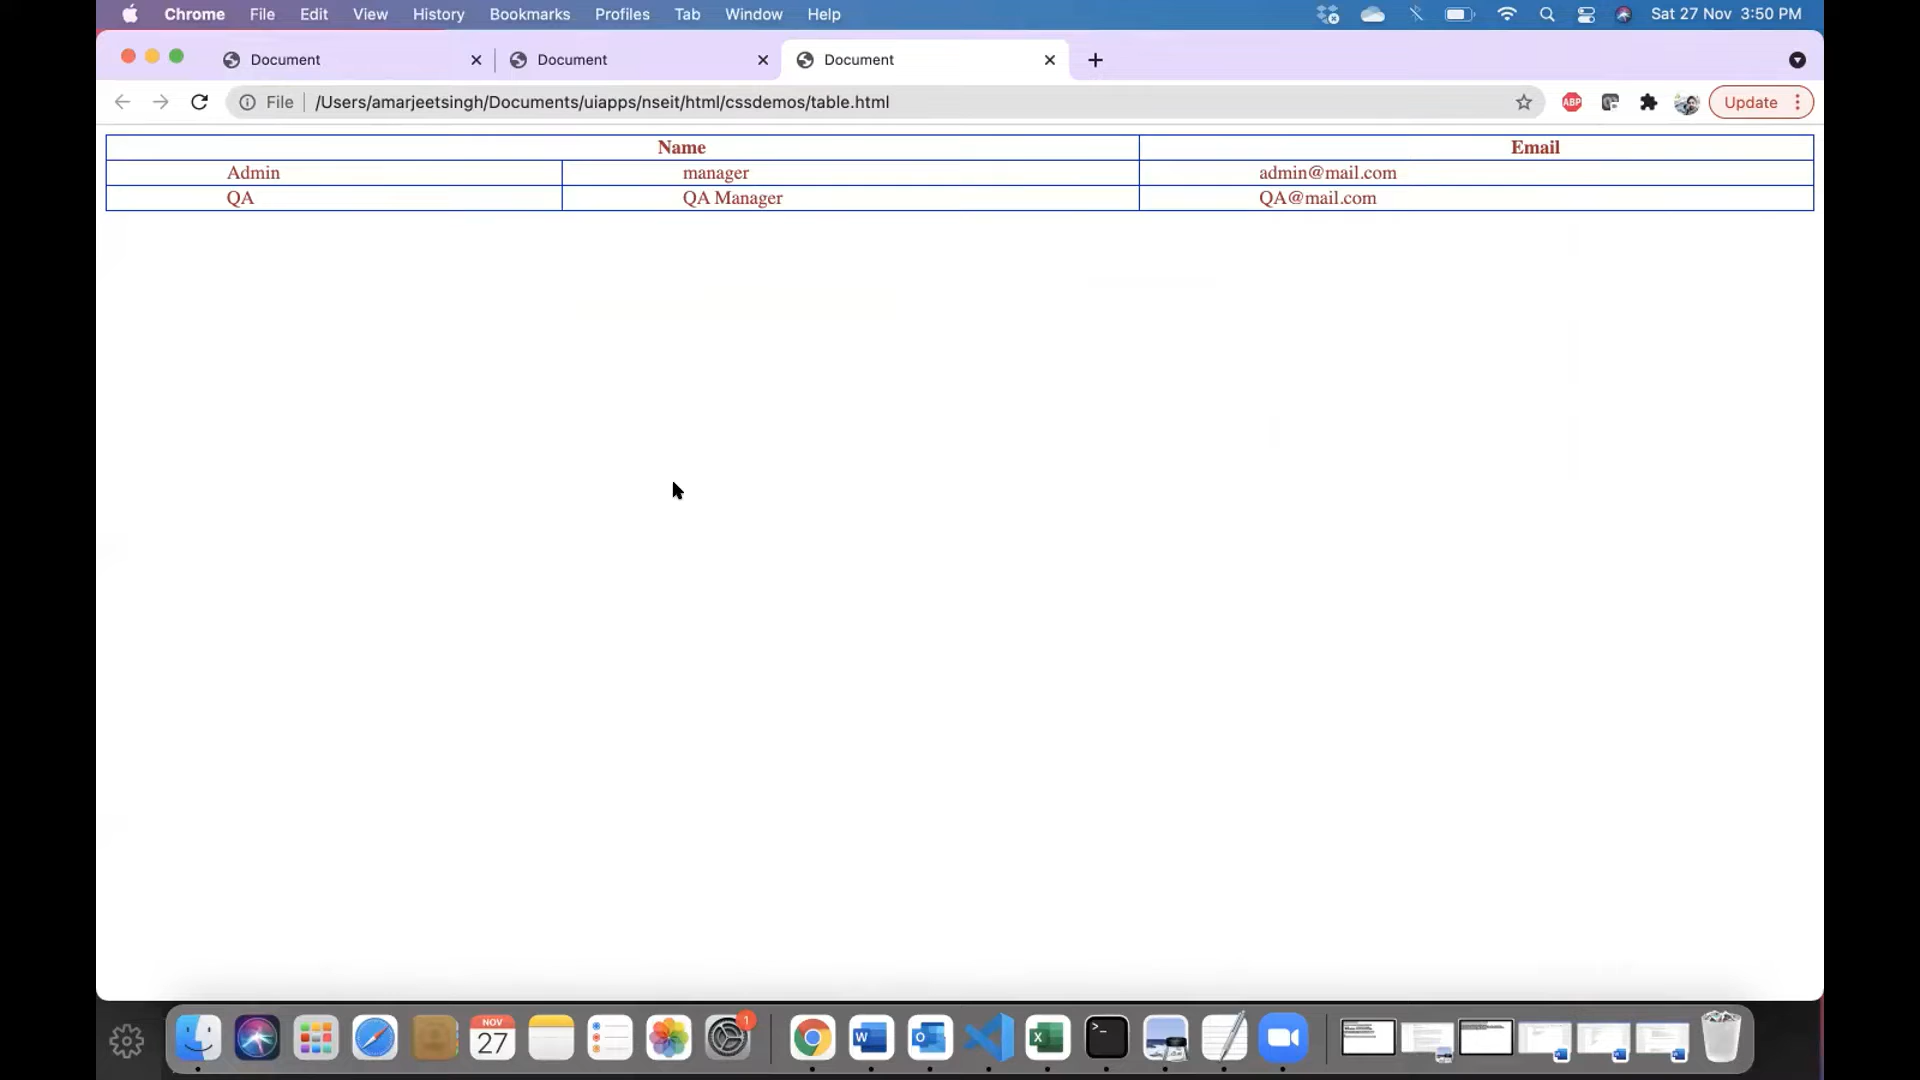 Chrome File Edit View History Bookmarks Profiles Tab Window Help Sat 27 Nov 3:50 PM
Document Document Document
File /Users/amarjeetsingh/Documents/uiapps/nseit/html/cssdemos/table.html ABP Update
Name Email
Admin manager admin@mail.com
QA QA Manager QA@mail.com
NOV 27 1 W O X >_